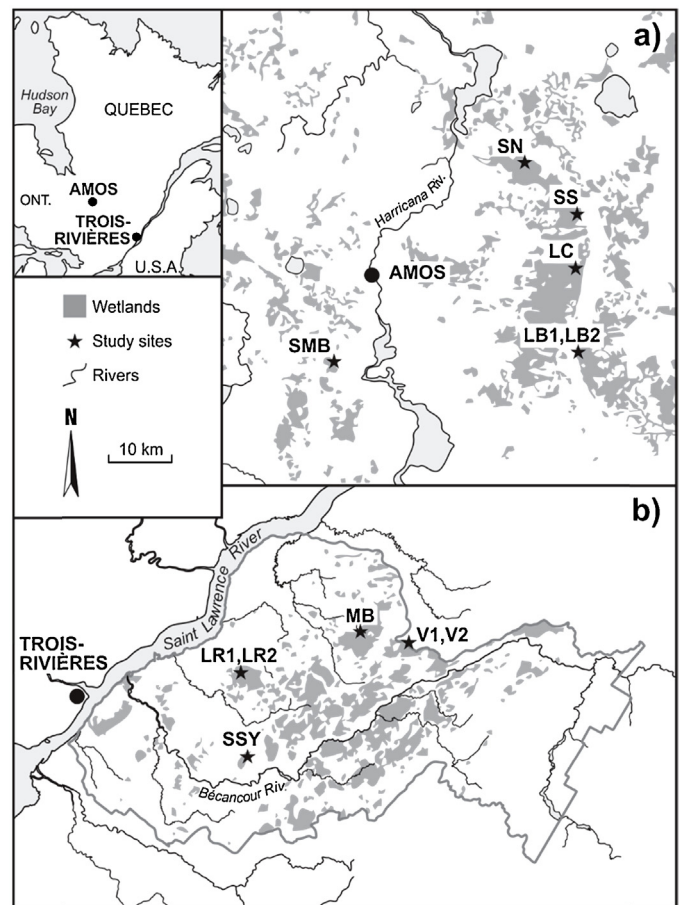 Hudson
Bay
QUEBEC
ONT.
AMOS
TROIS-
RIVIÈRES
U.S.A.
Wetlands
Study sites
Rivers
N
10 km
a)
SN
Harricana Riv.
SS
LC
AMOS
LB1,LB2
SMB
b)
Saint Lawrence River
MB
V1,V2
TROIS-
RIVIÈRES
LR1,LR2
SSY
Bécancour Riv.